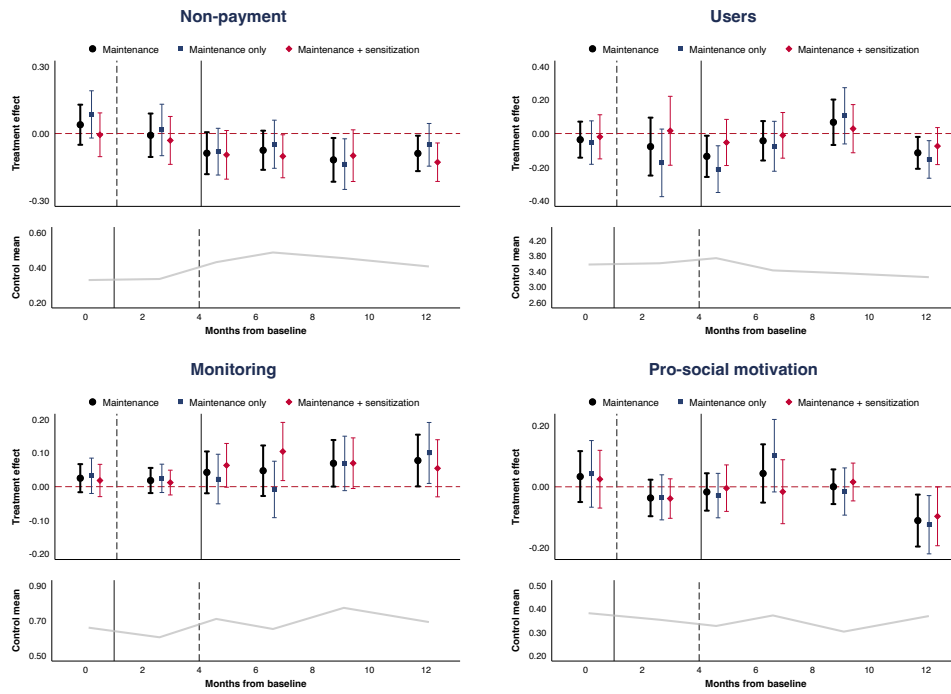 Non-payment
Maintenance Maintenance only Maintenance + sensitization
Treatment effect
0.30
0.00
-0.30
Control mean
0.60
0.40
0.20
0 2 4 6 8 10 12
Months from baseline
Users
Maintenance Maintenance only Maintenance + sensitization
Treatment effect
0.40
0.20
0.00
-0.20
-0.40
Control mean
4.20
3.80
3.40
3.00
2.60
0 2 4 6 8 10 12
Months from baseline
Monitoring
Maintenance Maintenance only Maintenance + sensitization
Treatment effect
0.20
0.10
0.00
-0.10
-0.20
Control mean
0.90
0.70
0.50
0 2 4 6 8 10 12
Months from baseline
Pro-social motivation
Maintenance Maintenance only Maintenance + sensitization
Treatment effect
0.20
0.00
-0.20
Control mean
0.50
0.40
0.30
0.20
0 2 4 6 8 10 12
Months from baseline